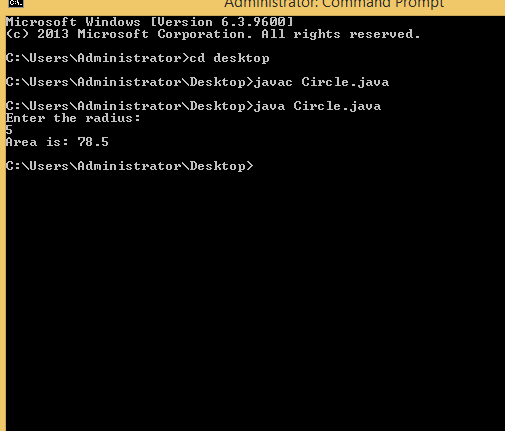 Administrator: Command Prompt
Microsoft Windows [Version 6.3.9600]
(c) 2013 Microsoft Corporation. All rights reserved.
C:\Users\Administrator>cd desktop
C:\Users\Administrator\Desktop>javac Circle.java
C:\Users\Administrator\Desktop>java Circle.java
Enter the radius:
5
Area is: 78.5
C:\Users\Administrator\Desktop>